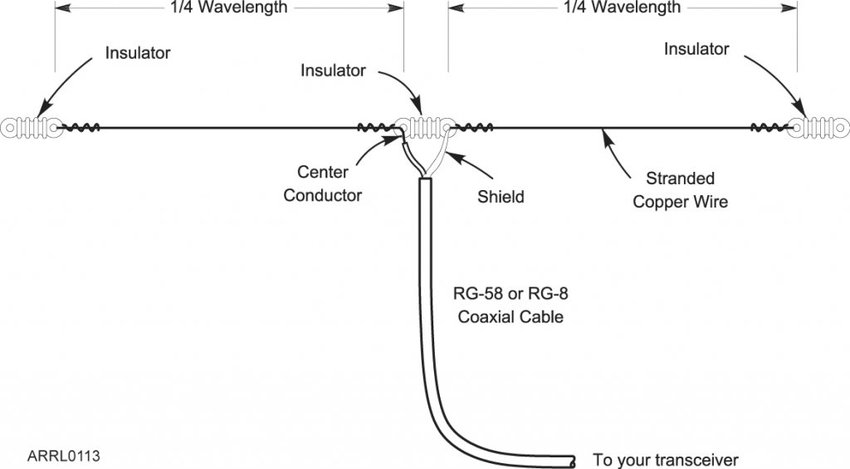 1/4 Wavelength
1/4 Wavelength
Insulator
Insulator
Insulator
Center
Conductor
Shield
Stranded
Copper Wire
RG-58 or RG-8
Coaxial Cable
ARRL0113
To your transceiver